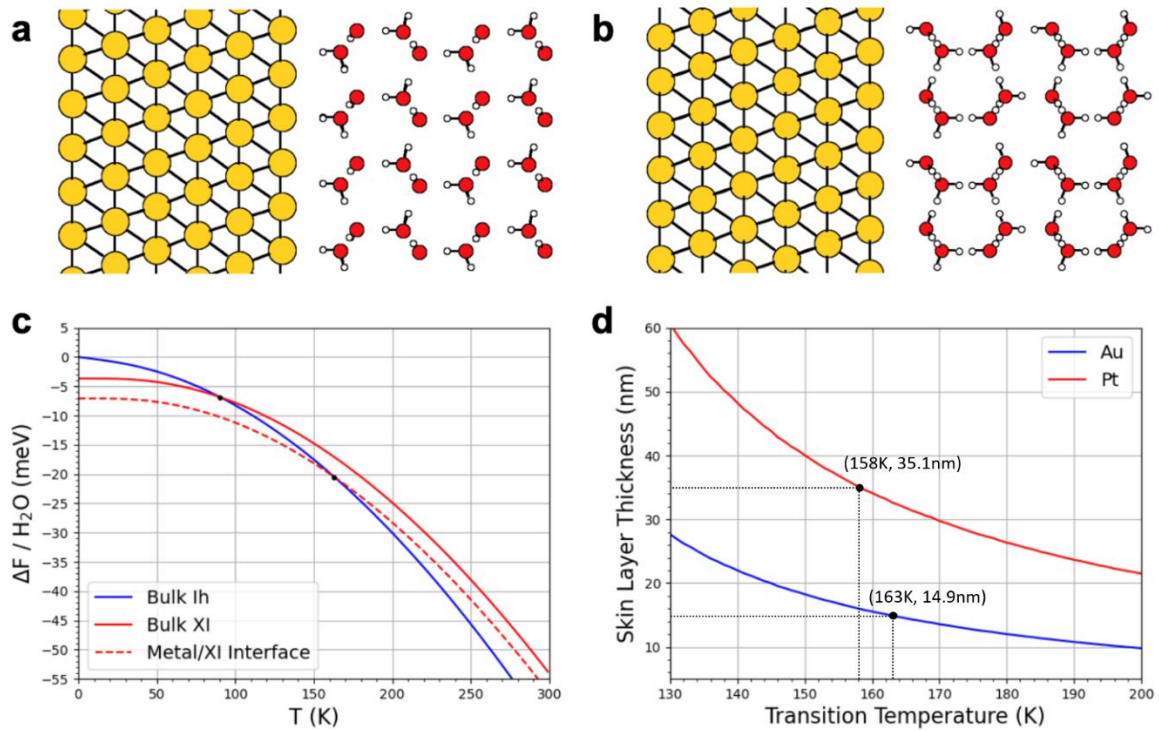 a
b
c
5
0
−5
−10
−15
−20
−25
−30
−35
−40
−45
−50
−55
ΔF / H₂O (meV)
Bulk Ih
Bulk XI
Metal/XI Interface
0
50
100
150
200
250
300
T (K)
d
60
50
40
30
20
10
Skin Layer Thickness (nm)
Au
Pt
(158K, 35.1nm)
(163K, 14.9nm)
130
140
150
160
170
180
190
200
Transition Temperature (K)